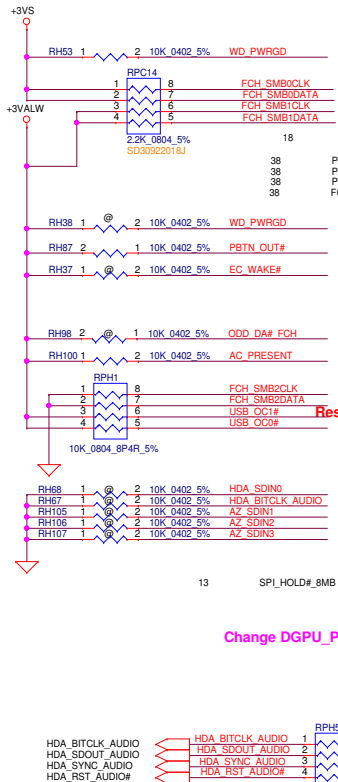 +3VS
RH53 1 2 10K_0402_5% WD_PWRGD
RPC14
1 8 FCH_SMB0CLK
2 7 FCH_SMB0DATA
+3VALW
3 6 FCH_SMB1CLK
4 5 FCH_SMB1DATA
2.2K_0804_5% 18
SD30922018J
38 P
38 P
38 P
38 F
RH38 1 @ 2 10K_0402_5% WD_PWRGD
RH87 2 1 10K_0402_5% PBTN_OUT#
RH37 1 @ 2 10K_0402_5% EC_WAKE#
RH98 2 @ 1 10K_0402_5% ODD_DA#_FCH
RH100 1 2 10K_0402_5% AC_PRESENT
RPH1
1 8 FCH_SMB2CLK
2 7 FCH_SMB2DATA
3 6 USB_OC1# Res
4 5 USB_OC0#
10K_0804_8P4R_5%
RH68 1 @ 2 10K_0402_5% HDA_SDIN0
RH67 1 @ 2 10K_0402_5% HDA_BITCLK_AUDIO
RH105 1 @ 2 10K_0402_5% AZ_SDIN1
RH106 1 @ 2 10K_0402_5% AZ_SDIN2
RH107 1 @ 2 10K_0402_5% AZ_SDIN3
13 SPI_HOLD#_8MB
Change DGPU_P
RPH5
HDA_BITCLK_AUDIO HDA_BITCLK_AUDIO 1
HDA_SDOUT_AUDIO HDA_SDOUT_AUDIO 2
HDA_SYNC_AUDIO HDA_SYNC_AUDIO 3
HDA_RST_AUDIO# HDA_RST_AUDIO# 4